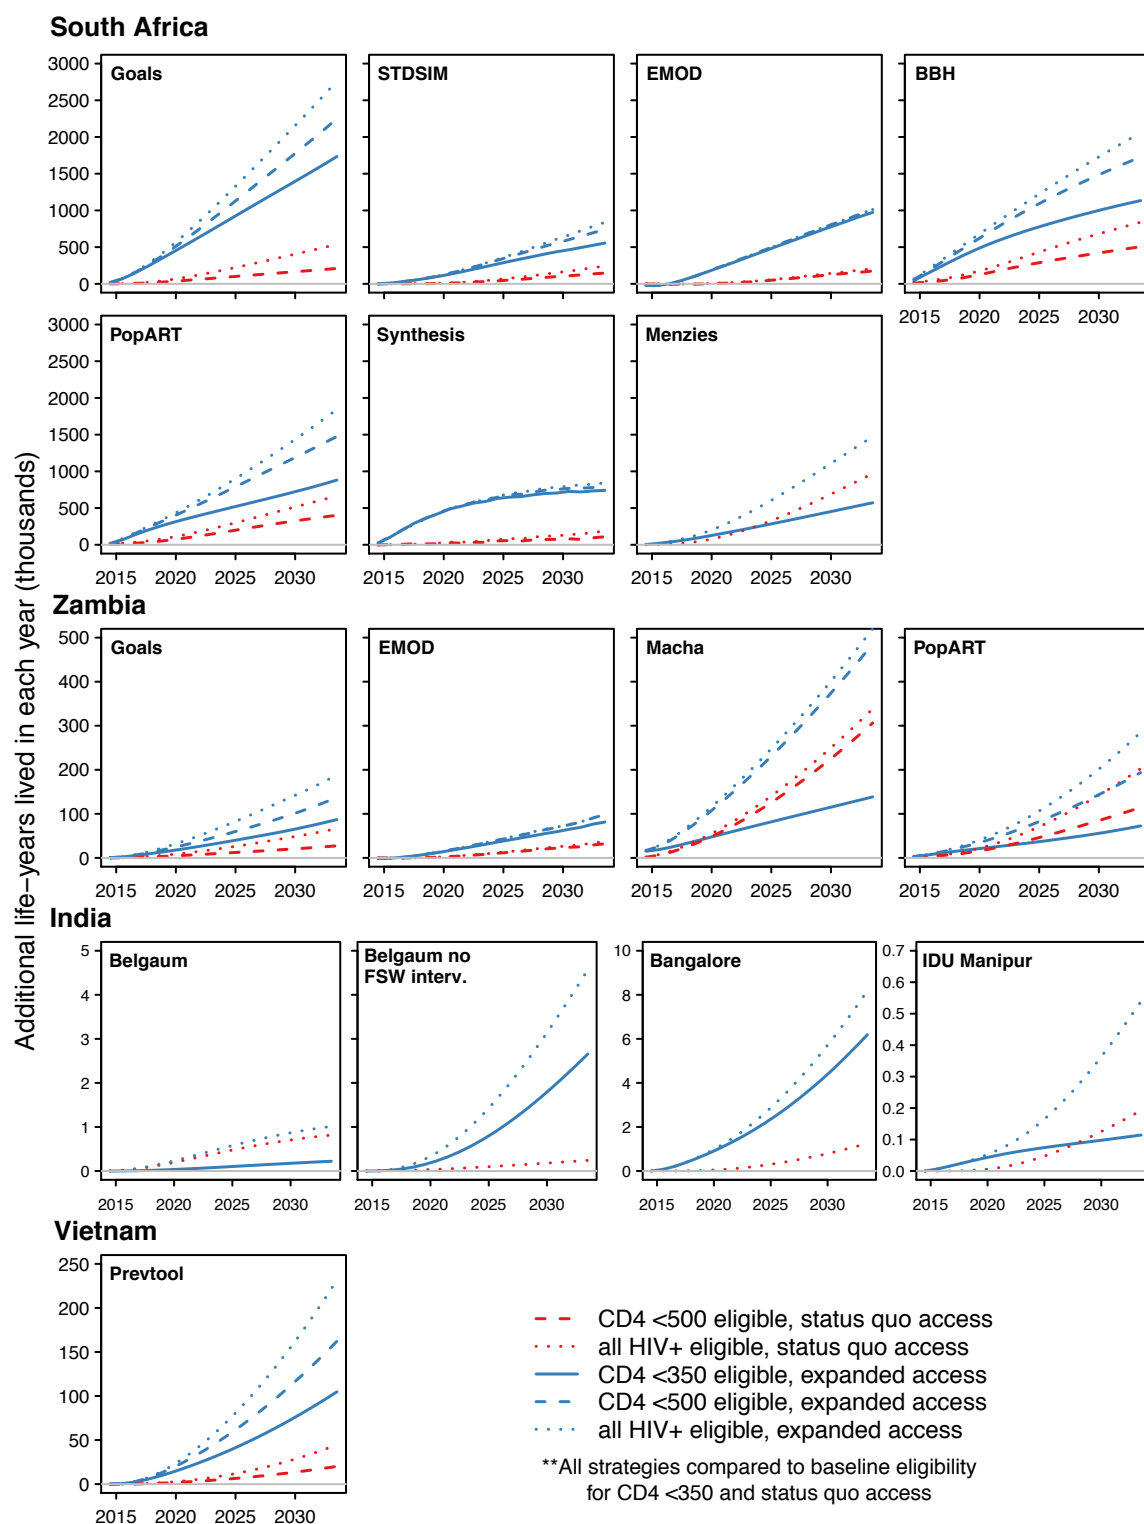 South Africa
Goals
STDSIM
EMOD
BBH
3000
2500
2000
1500
1000
500
0
2015 2020 2025 2030
PopART
Synthesis
Menzies
3000
2500
2000
1500
1000
500
0
2015 2020 2025 2030
2015 2020 2025 2030
2015 2020 2025 2030
Additional life–years lived in each year (thousands)
Zambia
Goals
EMOD
Macha
PopART
500
400
300
200
100
0
2015 2020 2025 2030
2015 2020 2025 2030
2015 2020 2025 2030
2015 2020 2025 2030
India
Belgaum
5
4
3
2
1
0
2015 2020 2025 2030
Belgaum no
FSW interv.
2015 2020 2025 2030
Bangalore
10
8
6
4
2
0
2015 2020 2025 2030
IDU Manipur
0.7
0.6
0.5
0.4
0.3
0.2
0.1
0.0
2015 2020 2025 2030
Vietnam
Prevtool
250
200
150
100
50
0
2015 2020 2025 2030
CD4 <500 eligible, status quo access
all HIV+ eligible, status quo access
CD4 <350 eligible, expanded access
CD4 <500 eligible, expanded access
all HIV+ eligible, expanded access
**All strategies compared to baseline eligibility
for CD4 <350 and status quo access